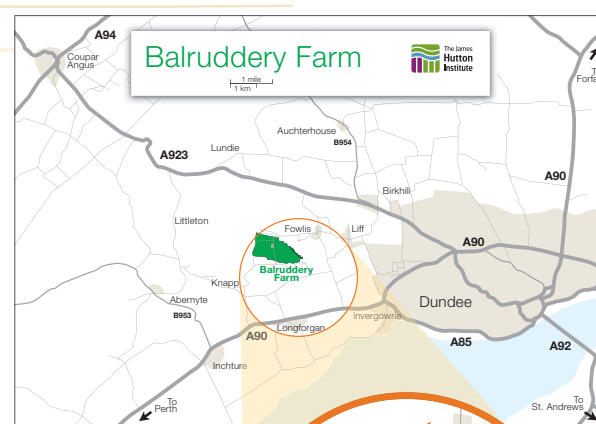 A94
Coupar
Angus
Balruddery Farm
1 mile
1 km
The James
Hutton
Institute
Forfa
A923
Lundie
Auchterhouse
B954
A90
Birkhill
Littleton
Fowlis
Liff
Balruddery
Farm
A90
Knapp
Abernyte
B953
Dundee
Invergowrie
A90
Longforgan
A85
A92
Inchture
To
Perth
To
St. Andrews